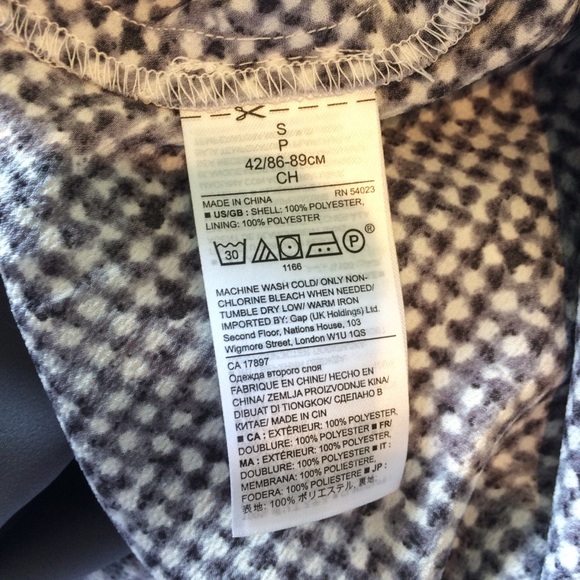 S
P
42/86-89CM
CH
MADE IN CHINA RN 54023
■ US/GB : SHELL: 100% POLYESTER,
LINING: 100% POLYESTER
30 P ®
1166
MACHINE WASH COLD/ ONLY NON-
CHLORINE BLEACH WHEN NEEDED/
TUMBLE DRY LOW/ WARM IRON
IMPORTED BY: Gap (UK Holdings) Ltd.
Second Floor, Nations House, 103
Wigmore Street, London W1U 1QS
CA 17897
Одежда второго слоя
FABRIQUE EN CHINE/ HECHO EN
CHINA/ ZEMLJA PROIZVODNJE KINA/
DIBUAT DI TIONGKOK/ СДЕЛАНО В
КИТАЕ/ MADE IN CIN
■ CA : EXTÉRIEUR: 100% POLYESTER,
DOUBLURE: 100% POLYESTER ■ FR/
MA : EXTÉRIEUR: 100% POLYESTER,
DOUBLURE: 100% POLYESTER ■ IT :
MEMBRANA: 100% POLIESTERE,
FODERA: 100% POLIESTERE ■ JP :
表地: 100% ポリエステル, 裏地: